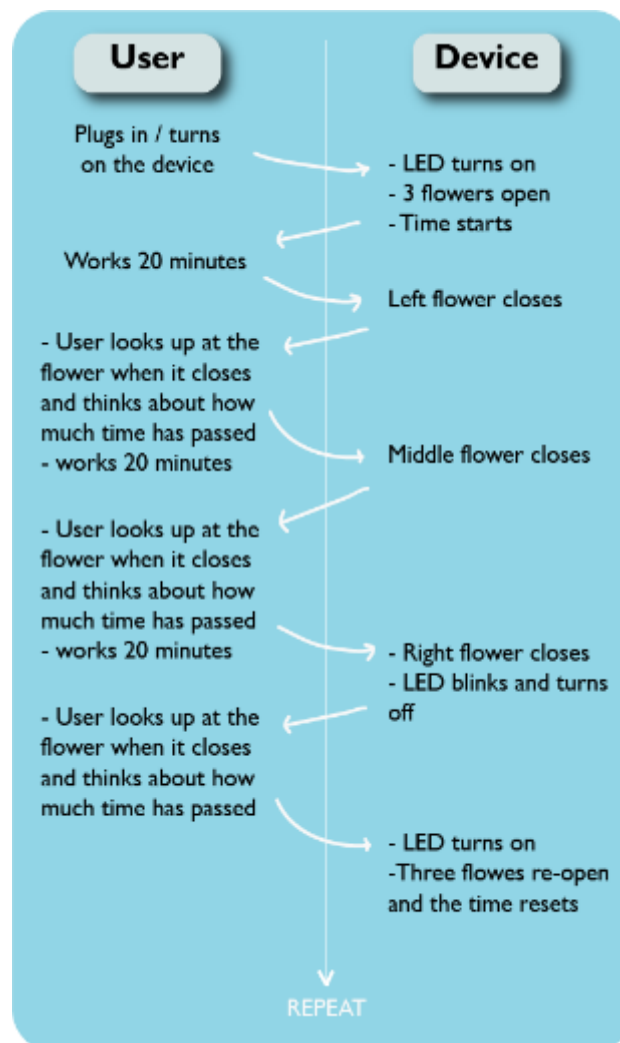 User
Device
Plugs in / turns
on the device
- LED turns on
- 3 flowers open
- Time starts
Works 20 minutes
Left flower closes
- User looks up at the
flower when it closes
and thinks about how
much time has passed
- works 20 minutes
Middle flower closes
- User looks up at the
flower when it closes
and thinks about how
much time has passed
- works 20 minutes
- Right flower closes
- LED blinks and turns
off
- User looks up at the
flower when it closes
and thinks about how
much time has passed
- LED turns on
-Three flowes re-open
and the time resets
REPEAT